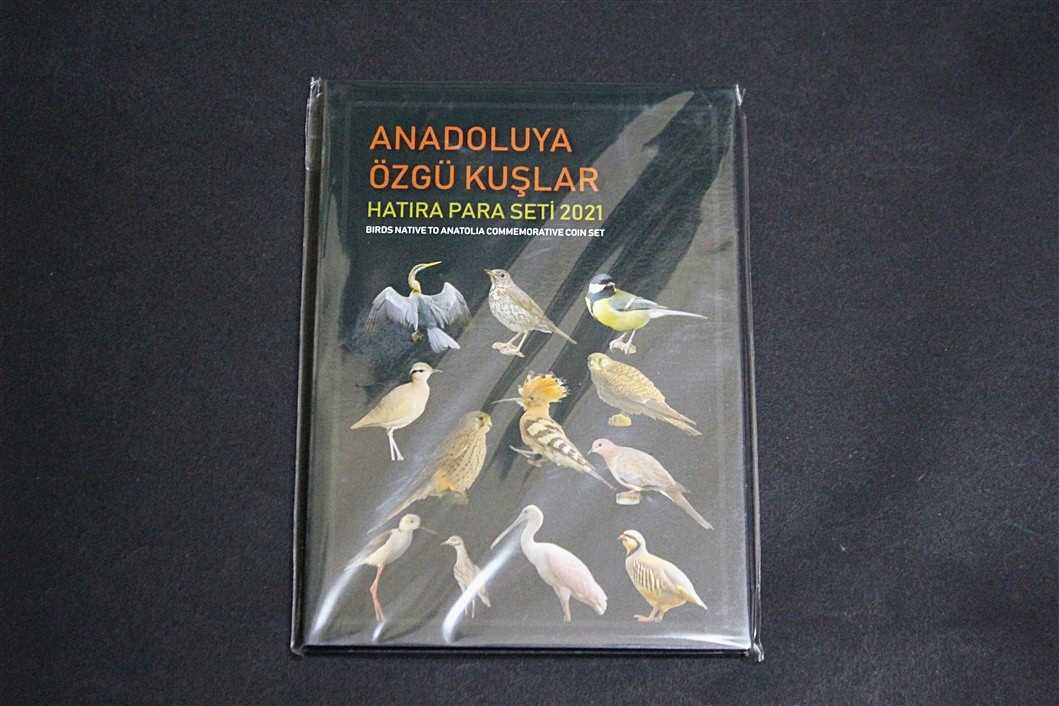 ANADOLUYA
ÖZGÜ KUŞLAR
HATIRA PARA SETİ 2021
BIRDS NATIVE TO ANATOLIA COMMEMORATIVE COIN SET